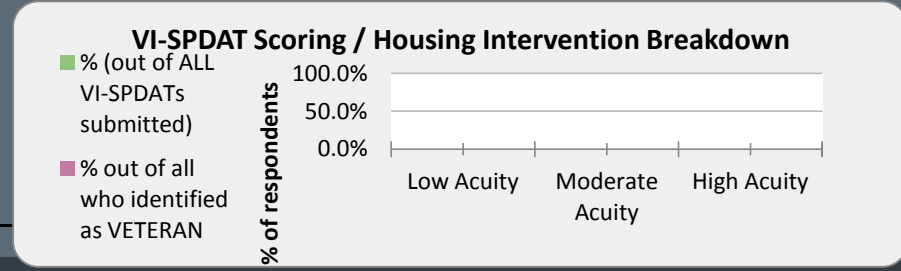 VI-SPDAT Scoring / Housing Intervention Breakdown
% (out of ALL
VI-SPDATs
submitted)
% out of all
who identified
as VETERAN
% of respondents
100.0%
50.0%
0.0%
Low Acuity
Moderate
Acuity
High Acuity